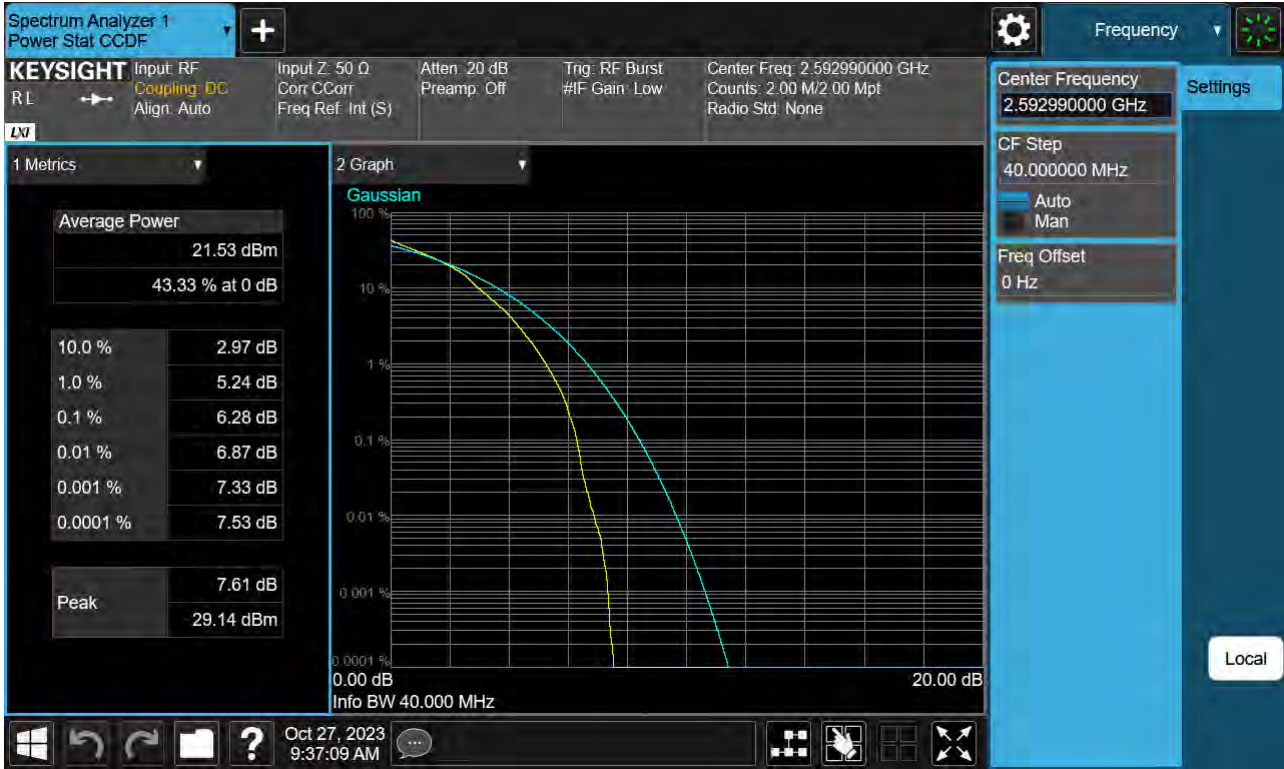 Spectrum Analyzer 1
Power Stat CCDF
Frequency
KEYSIGHT
R L
LXI
Input: RF
Coupling: DC
Align: Auto
Input Z: 50 Ω
Corr CCorr
Freq Ref: Int (S)
Atten: 20 dB
Preamp: Off
Trig: RF Burst
#IF Gain: Low
Center Freq: 2.592990000 GHz
Counts: 2.00 M/2.00 Mpt
Radio Std: None
Center Frequency
2.592990000 GHz
Settings
CF Step
40.000000 MHz
Auto
Man
Freq Offset
0 Hz
Local
1 Metrics
Average Power
21.53 dBm
43.33 % at 0 dB
10.0 % 2.97 dB
1.0 % 5.24 dB
0.1 % 6.28 dB
0.01 % 6.87 dB
0.001 % 7.33 dB
0.0001 % 7.53 dB
Peak
7.61 dB
29.14 dBm
2 Graph
Gaussian
100 %
10 %
1 %
0.1 %
0.01 %
0.001 %
0.0001 %
0.00 dB 20.00 dB
Info BW 40.000 MHz
?
Oct 27, 2023
9:37:09 AM